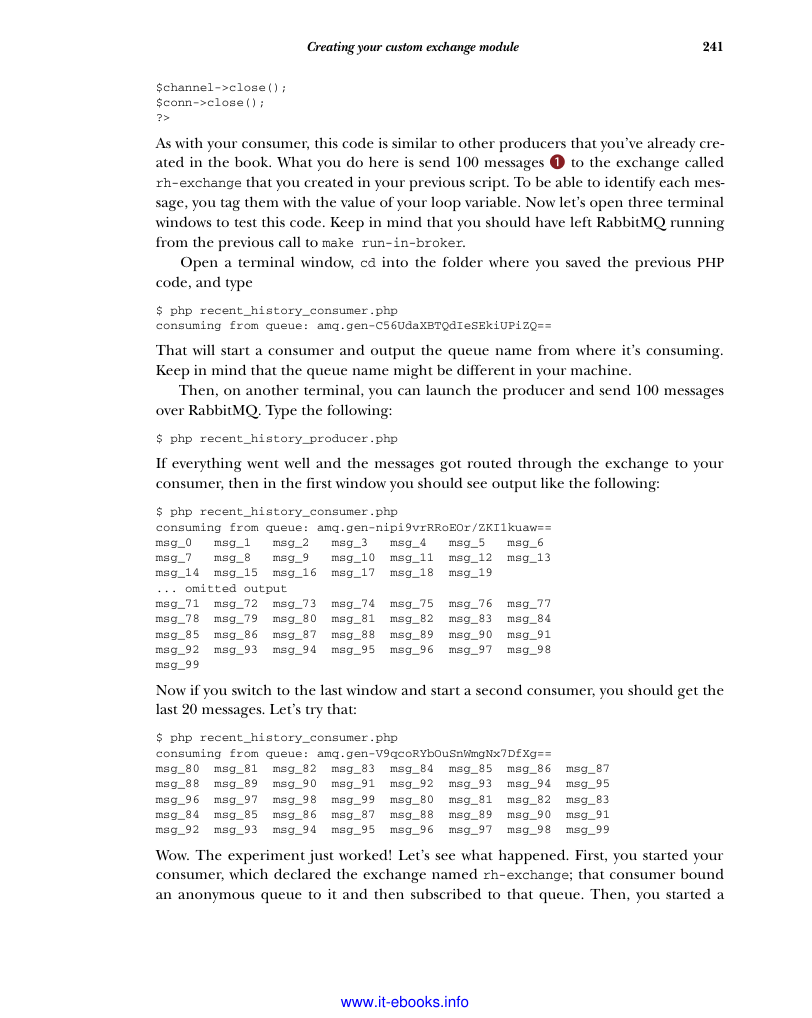 Creating your custom exchange module 241
$channel->close();
$conn->close();
?>
As with your consumer, this code is similar to other producers that you've already cre-
ated in the book. What you do here is send 100 messages 1 to the exchange called
rh-exchange that you created in your previous script. To be able to identify each mes-
sage, you tag them with the value of your loop variable. Now let's open three terminal
windows to test this code. Keep in mind that you should have left RabbitMQ running
from the previous call to make run-in-broker.
Open a terminal window, cd into the folder where you saved the previous PHP
code, and type
$ php recent_history_consumer.php
consuming from queue: amq.gen-C56UdaXBTQdIeSEkiUPiZQ==
That will start a consumer and output the queue name from where it's consuming.
Keep in mind that the queue name might be different in your machine.
Then, on another terminal, you can launch the producer and send 100 messages
over RabbitMQ. Type the following:
$ php recent_history_producer.php
If everything went well and the messages got routed through the exchange to your
consumer, then in the first window you should see output like the following:
$ php recent_history_consumer.php
consuming from queue: amq.gen-nipi9vrRRoEOr/ZKI1kuaw==
msg_0 msg_1 msg_2 msg_3 msg_4 msg_5 msg_6
msg_7 msg_8 msg_9 msg_10 msg_11 msg_12 msg_13
msg_14 msg_15 msg_16 msg_17 msg_18 msg_19
... omitted output
msg_71 msg_72 msg_73 msg_74 msg_75 msg_76 msg_77
msg_78 msg_79 msg_80 msg_81 msg_82 msg_83 msg_84
msg_85 msg_86 msg_87 msg_88 msg_89 msg_90 msg_91
msg_92 msg_93 msg_94 msg_95 msg_96 msg_97 msg_98
msg_99
Now if you switch to the last window and start a second consumer, you should get the
last 20 messages. Let's try that:
$ php recent_history_consumer.php
consuming from queue: amq.gen-V9qcoRYbOuSnWmgNx7DfXg==
msg_80 msg_81 msg_82 msg_83 msg_84 msg_85 msg_86 msg_87
msg_88 msg_89 msg_90 msg_91 msg_92 msg_93 msg_94 msg_95
msg_96 msg_97 msg_98 msg_99 msg_80 msg_81 msg_82 msg_83
msg_84 msg_85 msg_86 msg_87 msg_88 msg_89 msg_90 msg_91
msg_92 msg_93 msg_94 msg_95 msg_96 msg_97 msg_98 msg_99
Wow. The experiment just worked! Let's see what happened. First, you started your
consumer, which declared the exchange named rh-exchange; that consumer bound
an anonymous queue to it and then subscribed to that queue. Then, you started a
www.it-ebooks.info